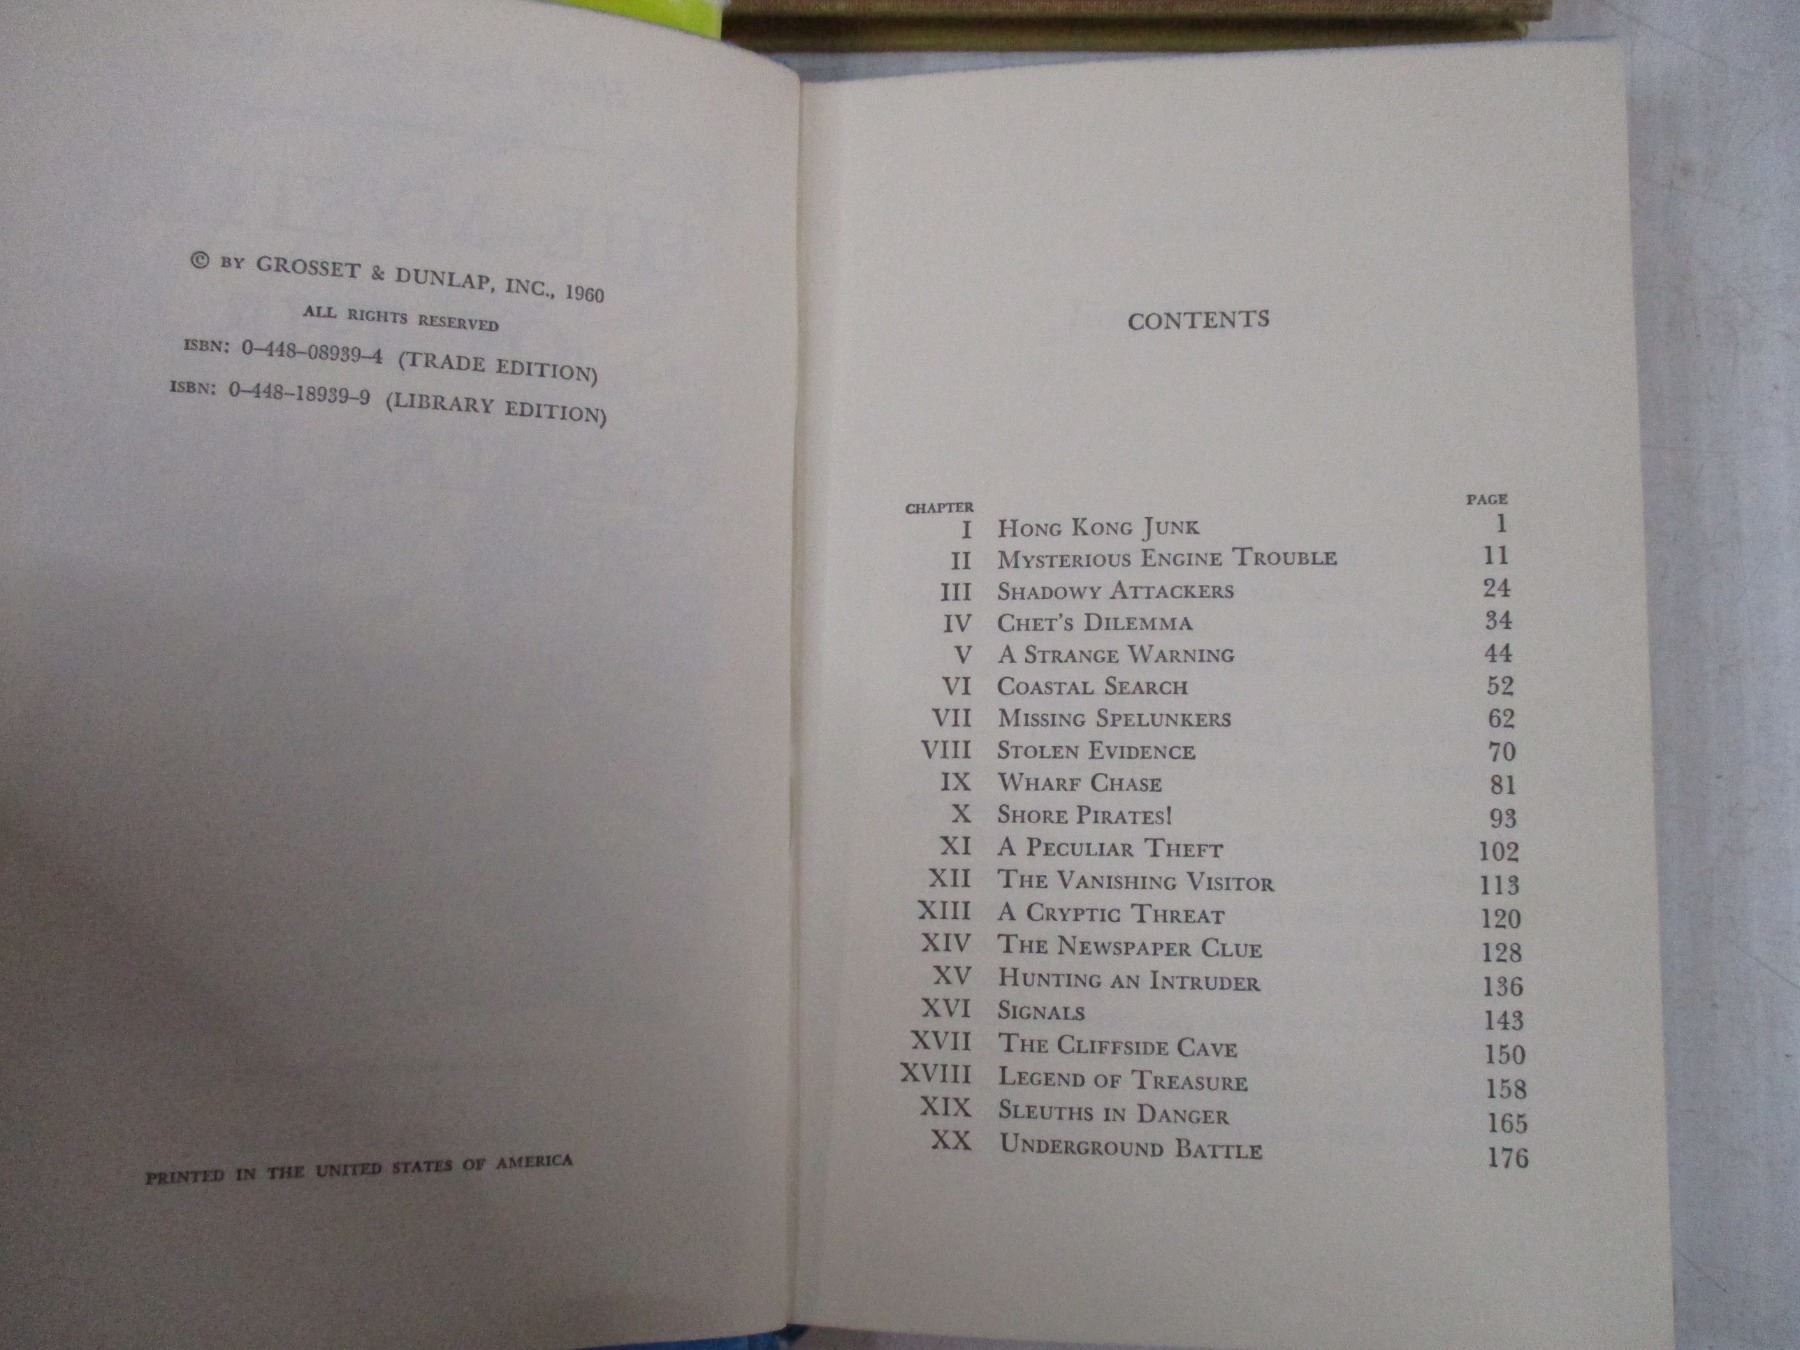 © BY GROSSET & DUNLAP, INC., 1960
ALL RIGHTS RESERVED
ISBN: 0-448-08939-4 (TRADE EDITION)
ISBN: 0-448-18939-9 (LIBRARY EDITION)
PRINTED IN THE UNITED STATES OF AMERICA
CONTENTS
CHAPTER PAGE
I HONG KONG JUNK 1
II MYSTERIOUS ENGINE TROUBLE 11
III SHADOWY ATTACKERS 24
IV CHET'S DILEMMA 34
V A STRANGE WARNING 44
VI COASTAL SEARCH 52
VII MISSING SPELUNKERS 62
VIII STOLEN EVIDENCE 70
IX WHARF CHASE 81
X SHORE PIRATES! 93
XI A PECULIAR THEFT 102
XII THE VANISHING VISITOR 113
XIII A CRYPTIC THREAT 120
XIV THE NEWSPAPER CLUE 128
XV HUNTING AN INTRUDER 136
XVI SIGNALS 143
XVII THE CLIFFSIDE CAVE 150
XVIII LEGEND OF TREASURE 158
XIX SLEUTHS IN DANGER 165
XX UNDERGROUND BATTLE 176